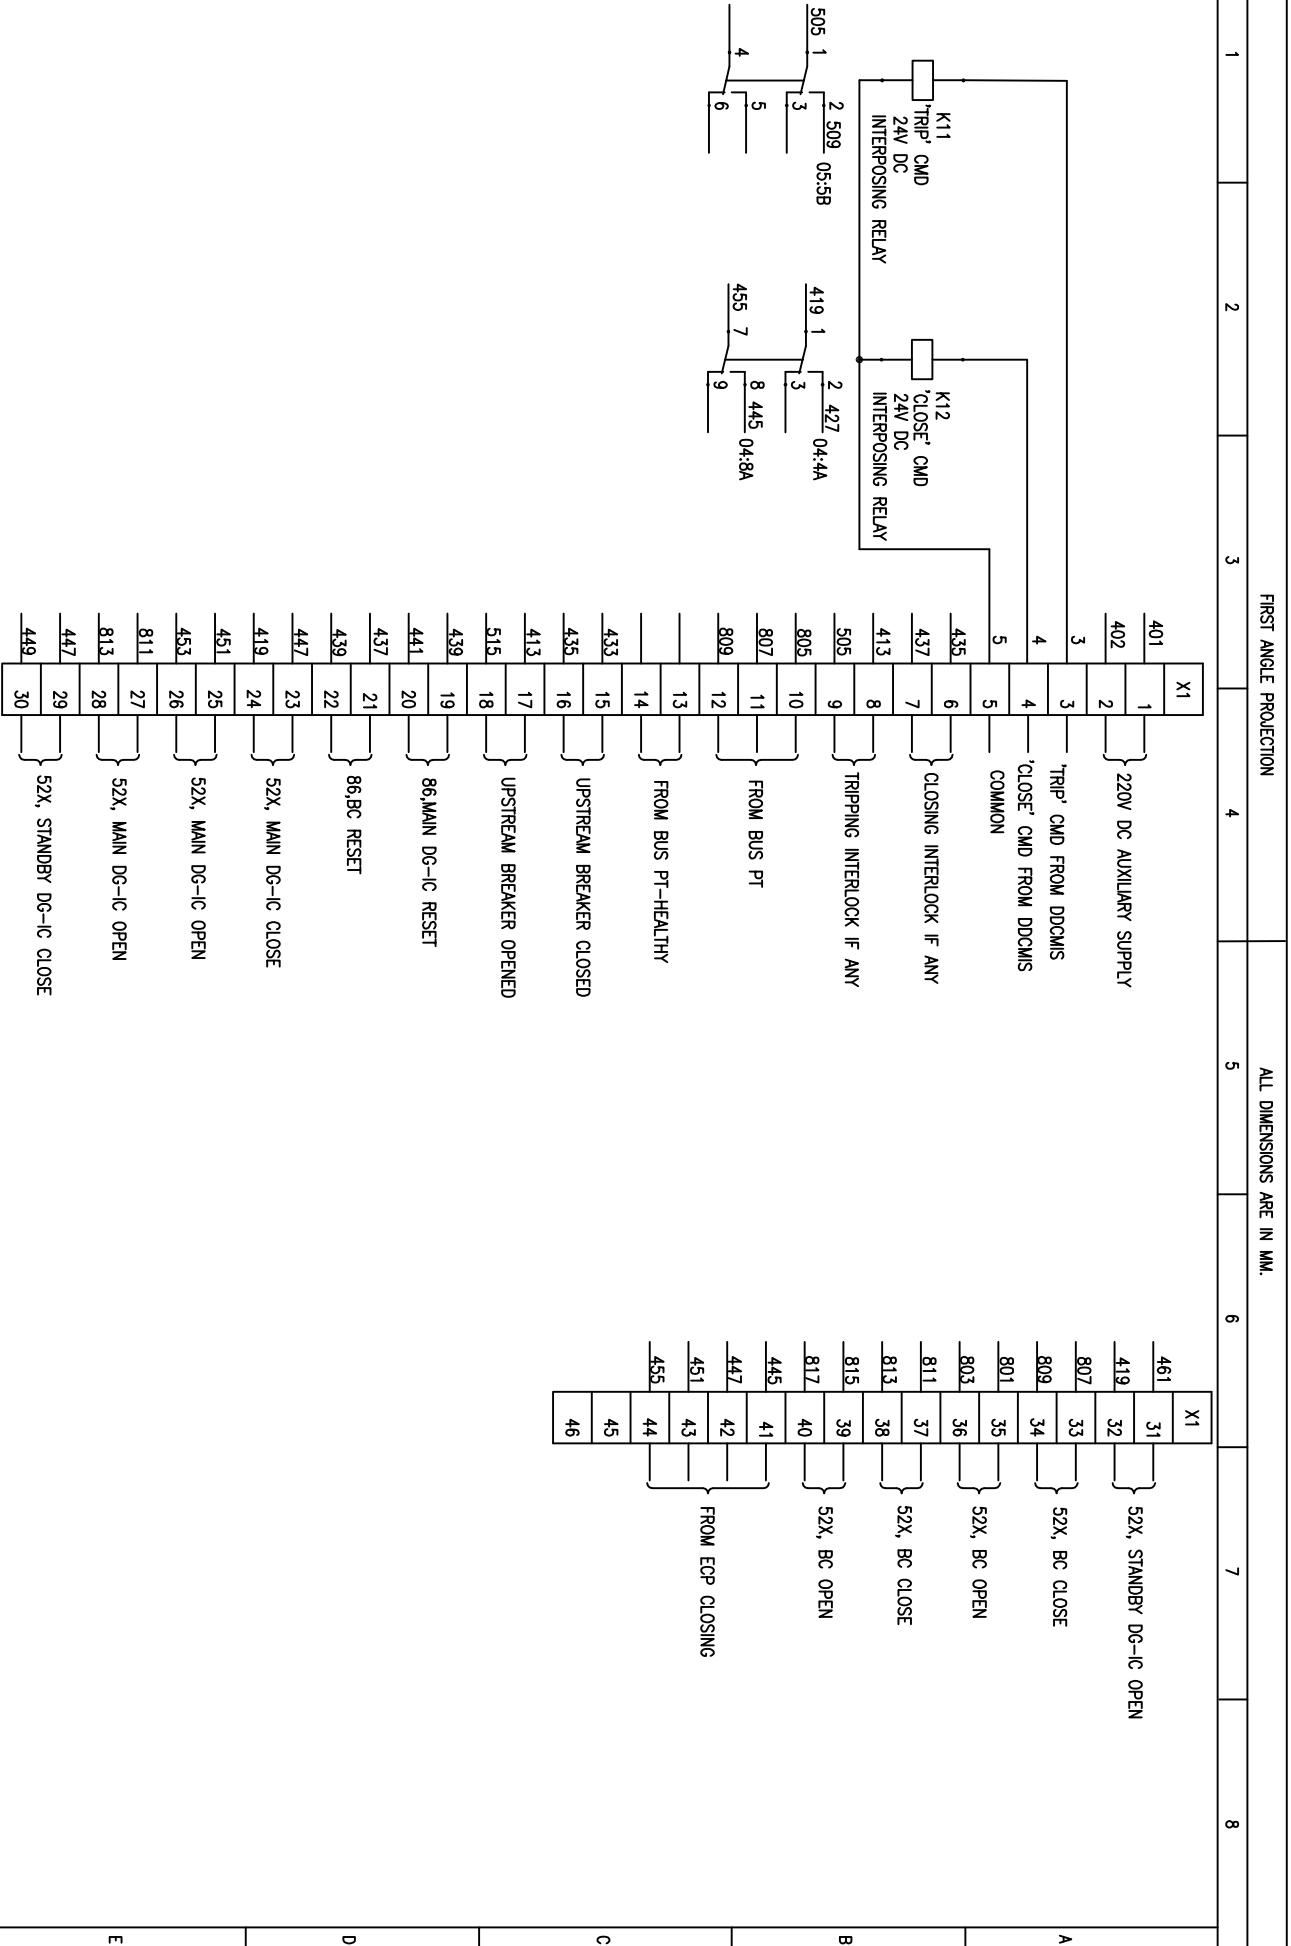 FIRST ANGLE PROJECTION
ALL DIMENSIONS ARE IN MM.
1
2
3
4
5
6
7
8
A
B
C
D
E
K11
'TRIP' CMD
24V DC
INTERPOSING RELAY
K12
'CLOSE' CMD
24V DC
INTERPOSING RELAY
505 1
2 509
3
05:5B
4
5
6
419 1
2 427
3
04:4A
455 7
8 445
9
04:8A
X1
401 1
402 2
220V DC AUXILIARY SUPPLY
3 3 'TRIP' CMD FROM DDCMIS
4 4 'CLOSE' CMD FROM DDCMIS
5 5 COMMON
435 6
437 7
CLOSING INTERLOCK IF ANY
413 8
505 9
TRIPPING INTERLOCK IF ANY
805 10
807 11
809 12
FROM BUS PT
13
14
FROM BUS PT-HEALTHY
433 15
435 16
UPSTREAM BREAKER CLOSED
413 17
515 18
UPSTREAM BREAKER OPENED
439 19
441 20
86,MAIN DG-IC RESET
437 21
439 22
86,BC RESET
447 23
419 24
52X, MAIN DG-IC CLOSE
451 25
453 26
52X, MAIN DG-IC OPEN
811 27
813 28
52X, MAIN DG-IC OPEN
447 29
449 30
52X, STANDBY DG-IC CLOSE
X1
461 31
419 32
52X, STANDBY DG-IC OPEN
807 33
809 34
52X, BC CLOSE
801 35
803 36
52X, BC OPEN
811 37
813 38
52X, BC CLOSE
815 39
817 40
52X, BC OPEN
445 41
447 42
451 43
455 44
FROM ECP CLOSING
45
46